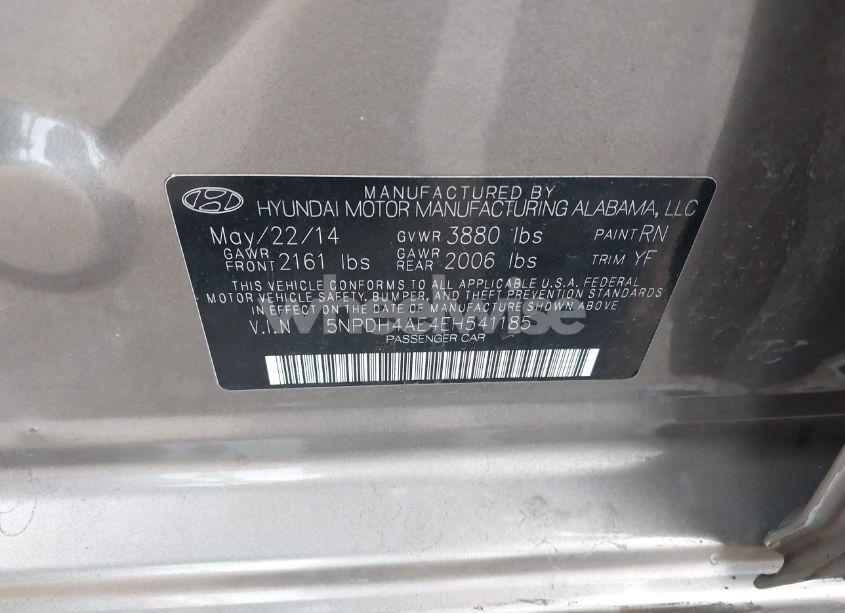 MANUFACTURED BY
HYUNDAI MOTOR MANUFACTURING ALABAMA, LLC
May/22/14 GVWR 3880 lbs PAINT RN
GAWR FRONT 2161 lbs GAWR REAR 2006 lbs TRIM YF
THIS VEHICLE CONFORMS TO ALL APPLICABLE U.S.A. FEDERAL
MOTOR VEHICLE SAFETY, BUMPER, AND THEFT PREVENTION STANDARDS
IN EFFECT ON THE DATE OF MANUFACTURE SHOWN ABOVE
V.I.N 5NPDH4AE4EH541185
PASSENGER CAR